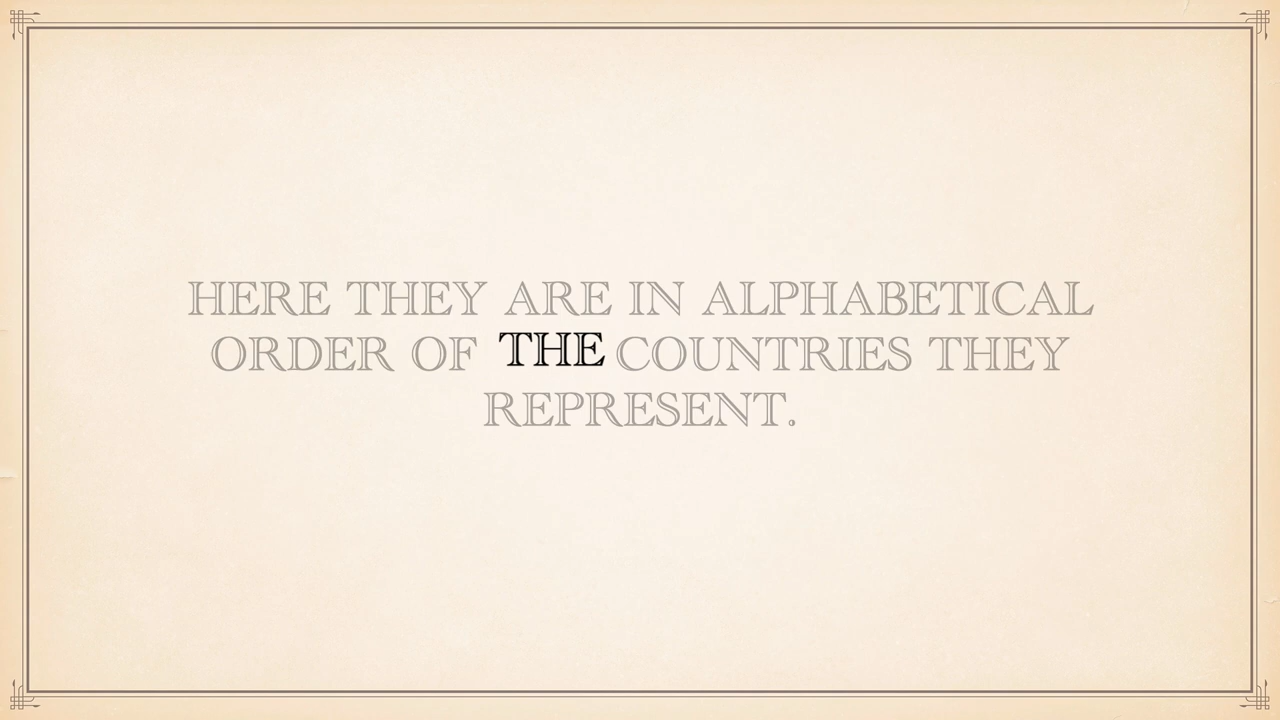 HERE THEY ARE IN ALPHABETICAL
ORDER OF THE COUNTRIES THEY
REPRESENT.